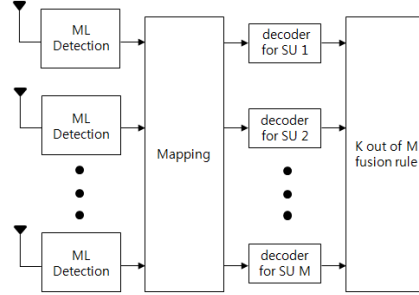 ML
Detection
decoder
for SU 1
ML
Detection
decoder
for SU 2
Mapping
K out of M
fusion rule
ML
Detection
decoder
for SU M